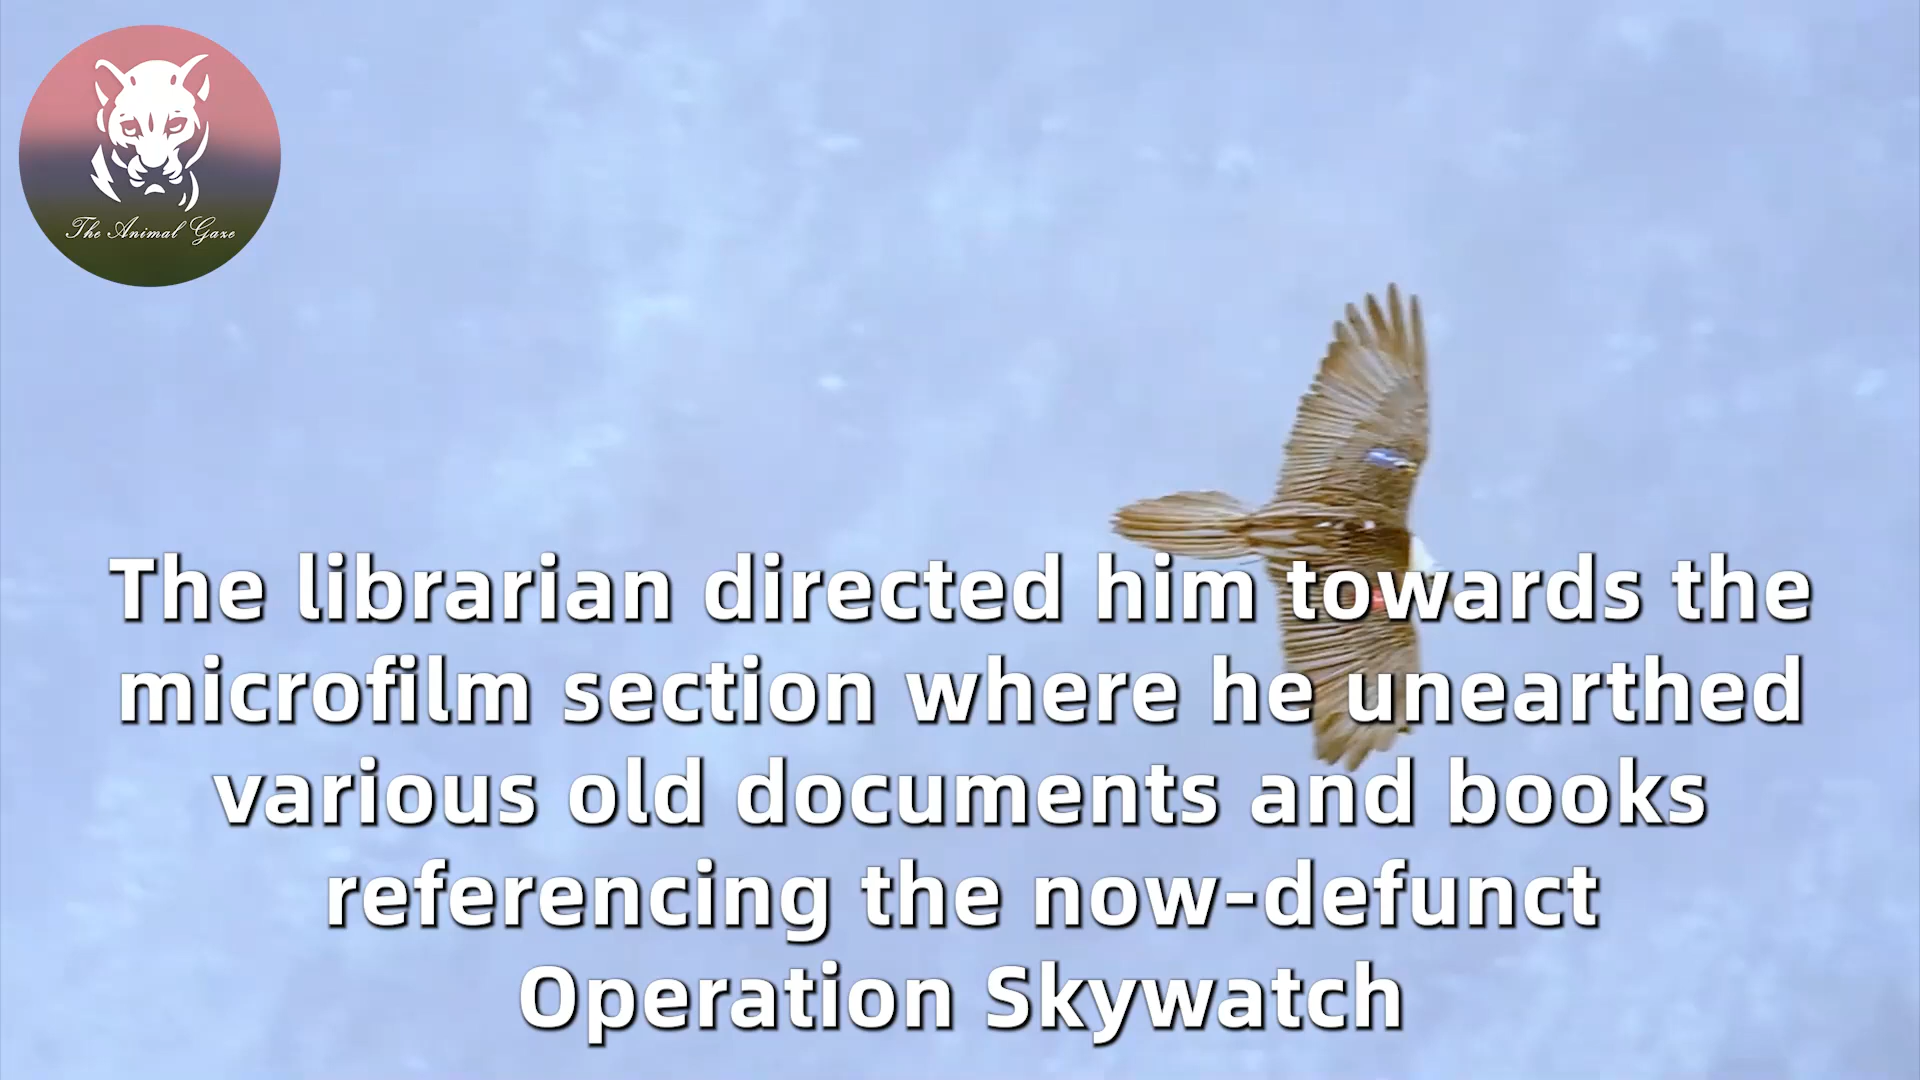 The Animal Gaze
The librarian directed him towards the
microfilm section where he unearthed
various old documents and books
referencing the now-defunct
Operation Skywatch